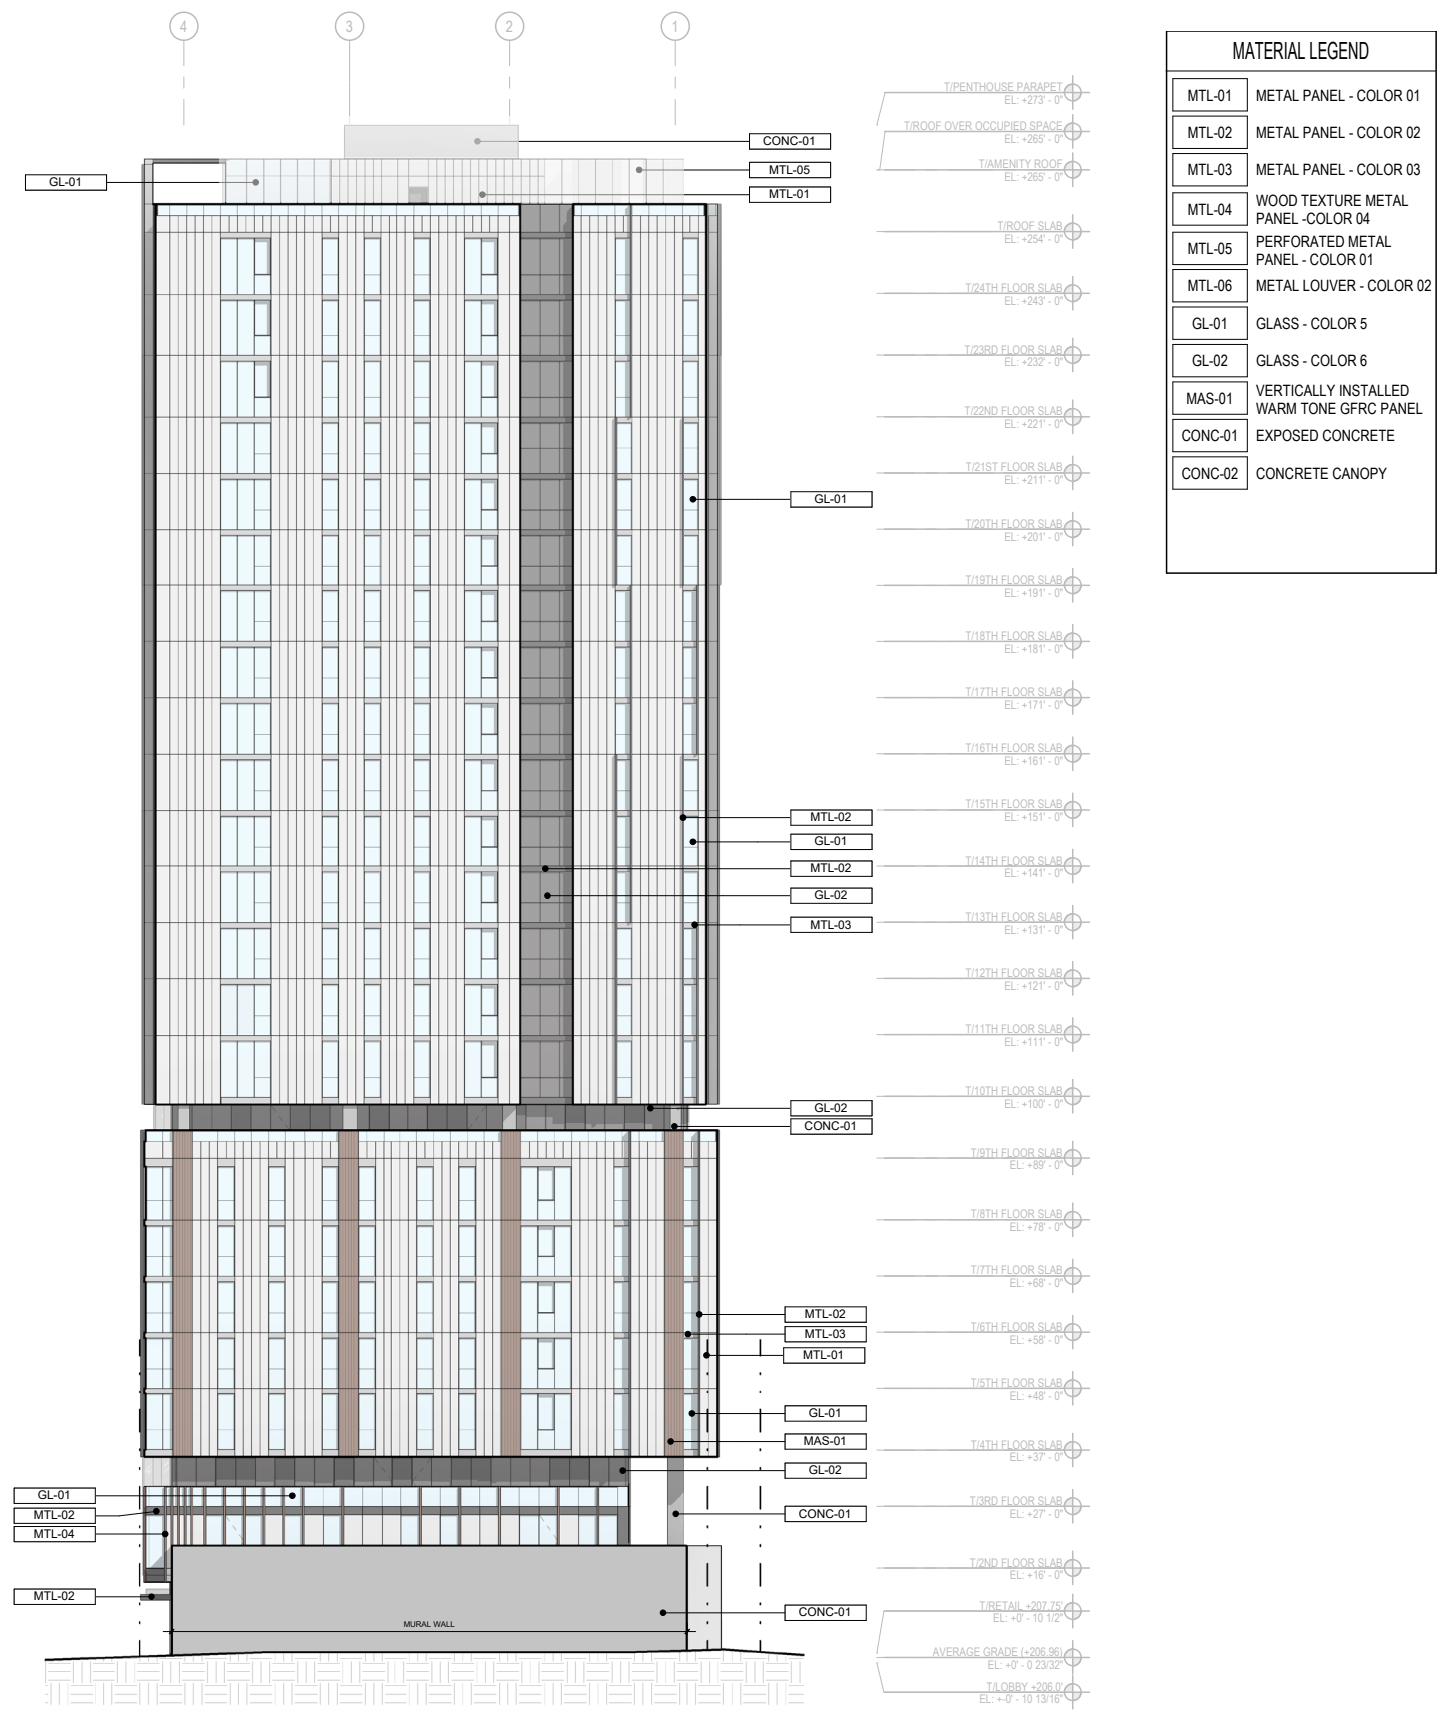 4
3
2
1
MATERIAL LEGEND
MTL-01 METAL PANEL - COLOR 01
MTL-02 METAL PANEL - COLOR 02
MTL-03 METAL PANEL - COLOR 03
MTL-04 WOOD TEXTURE METAL
PANEL -COLOR 04
MTL-05 PERFORATED METAL
PANEL - COLOR 01
MTL-06 METAL LOUVER - COLOR 02
GL-01 GLASS - COLOR 5
GL-02 GLASS - COLOR 6
MAS-01 VERTICALLY INSTALLED
WARM TONE GFRC PANEL
CONC-01 EXPOSED CONCRETE
CONC-02 CONCRETE CANOPY
T/PENTHOUSE PARAPET
EL: +273' - 0"
T/ROOF OVER OCCUPIED SPACE
EL: +265' - 0"
T/AMENITY ROOF
EL: +265' - 0"
T/ROOF SLAB
EL: +254' - 0"
T/24TH FLOOR SLAB
EL: +243' - 0"
T/23RD FLOOR SLAB
EL: +232' - 0"
T/22ND FLOOR SLAB
EL: +221' - 0"
T/21ST FLOOR SLAB
EL: +211' - 0"
T/20TH FLOOR SLAB
EL: +201' - 0"
T/19TH FLOOR SLAB
EL: +191' - 0"
T/18TH FLOOR SLAB
EL: +181' - 0"
T/17TH FLOOR SLAB
EL: +171' - 0"
T/16TH FLOOR SLAB
EL: +161' - 0"
T/15TH FLOOR SLAB
EL: +151' - 0"
T/14TH FLOOR SLAB
EL: +141' - 0"
T/13TH FLOOR SLAB
EL: +131' - 0"
T/12TH FLOOR SLAB
EL: +121' - 0"
T/11TH FLOOR SLAB
EL: +111' - 0"
T/10TH FLOOR SLAB
EL: +100' - 0"
T/9TH FLOOR SLAB
EL: +89' - 0"
T/8TH FLOOR SLAB
EL: +78' - 0"
T/7TH FLOOR SLAB
EL: +68' - 0"
T/6TH FLOOR SLAB
EL: +58' - 0"
T/5TH FLOOR SLAB
EL: +48' - 0"
T/4TH FLOOR SLAB
EL: +37' - 0"
T/3RD FLOOR SLAB
EL: +27' - 0"
T/2ND FLOOR SLAB
EL: +16' - 0"
T/RETAIL +207.75'
EL: +0' - 10 1/2"
AVERAGE GRADE (+206.96)
EL: +0' - 0 23/32"
T/LOBBY +206.0'
EL: +-0' - 10 13/16"
CONC-01
MTL-05
MTL-01
GL-01
GL-01
MTL-02
GL-01
MTL-02
GL-02
MTL-03
GL-02
CONC-01
MTL-02
MTL-03
MTL-01
GL-01
MAS-01
GL-02
CONC-01
CONC-01
GL-01
MTL-02
MTL-04
MTL-02
MURAL WALL